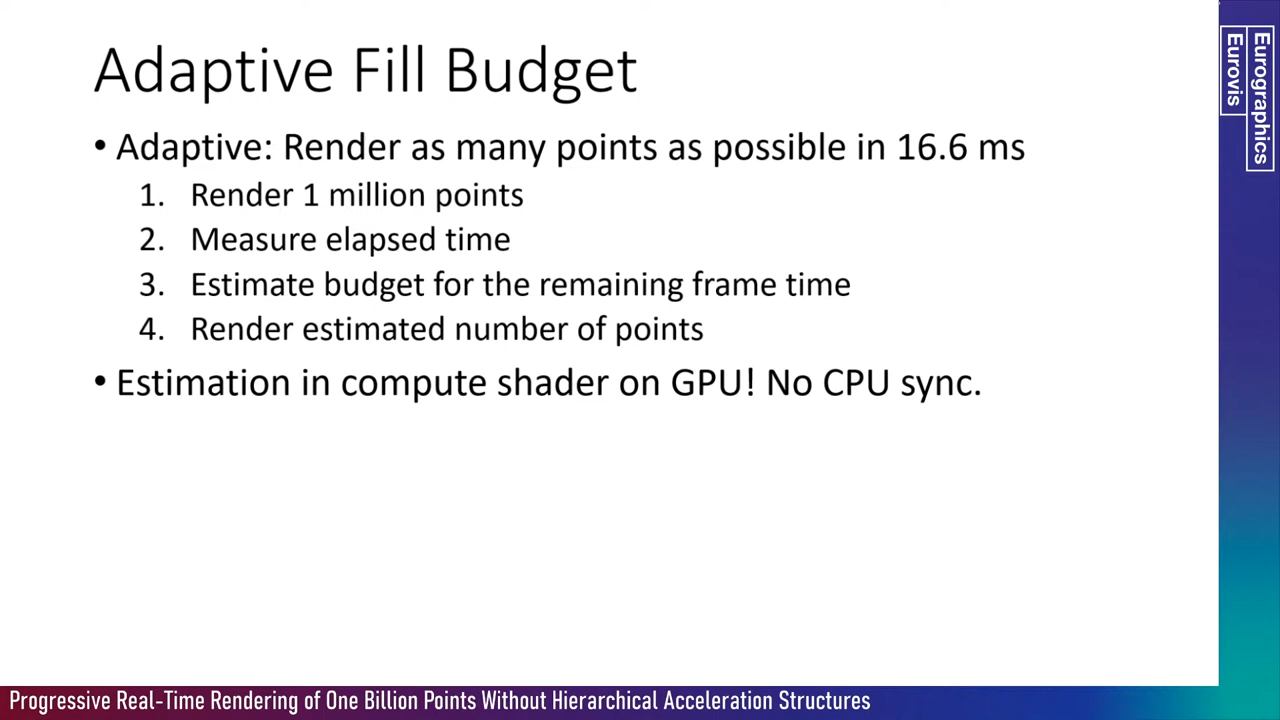 Adaptive Fill Budget
• Adaptive: Render as many points as possible in 16.6 ms
1. Render 1 million points
2. Measure elapsed time
3. Estimate budget for the remaining frame time
4. Render estimated number of points
• Estimation in compute shader on GPU! No CPU sync.
Eurographics
Eurovis
Progressive Real-Time Rendering of One Billion Points Without Hierarchical Acceleration Structures